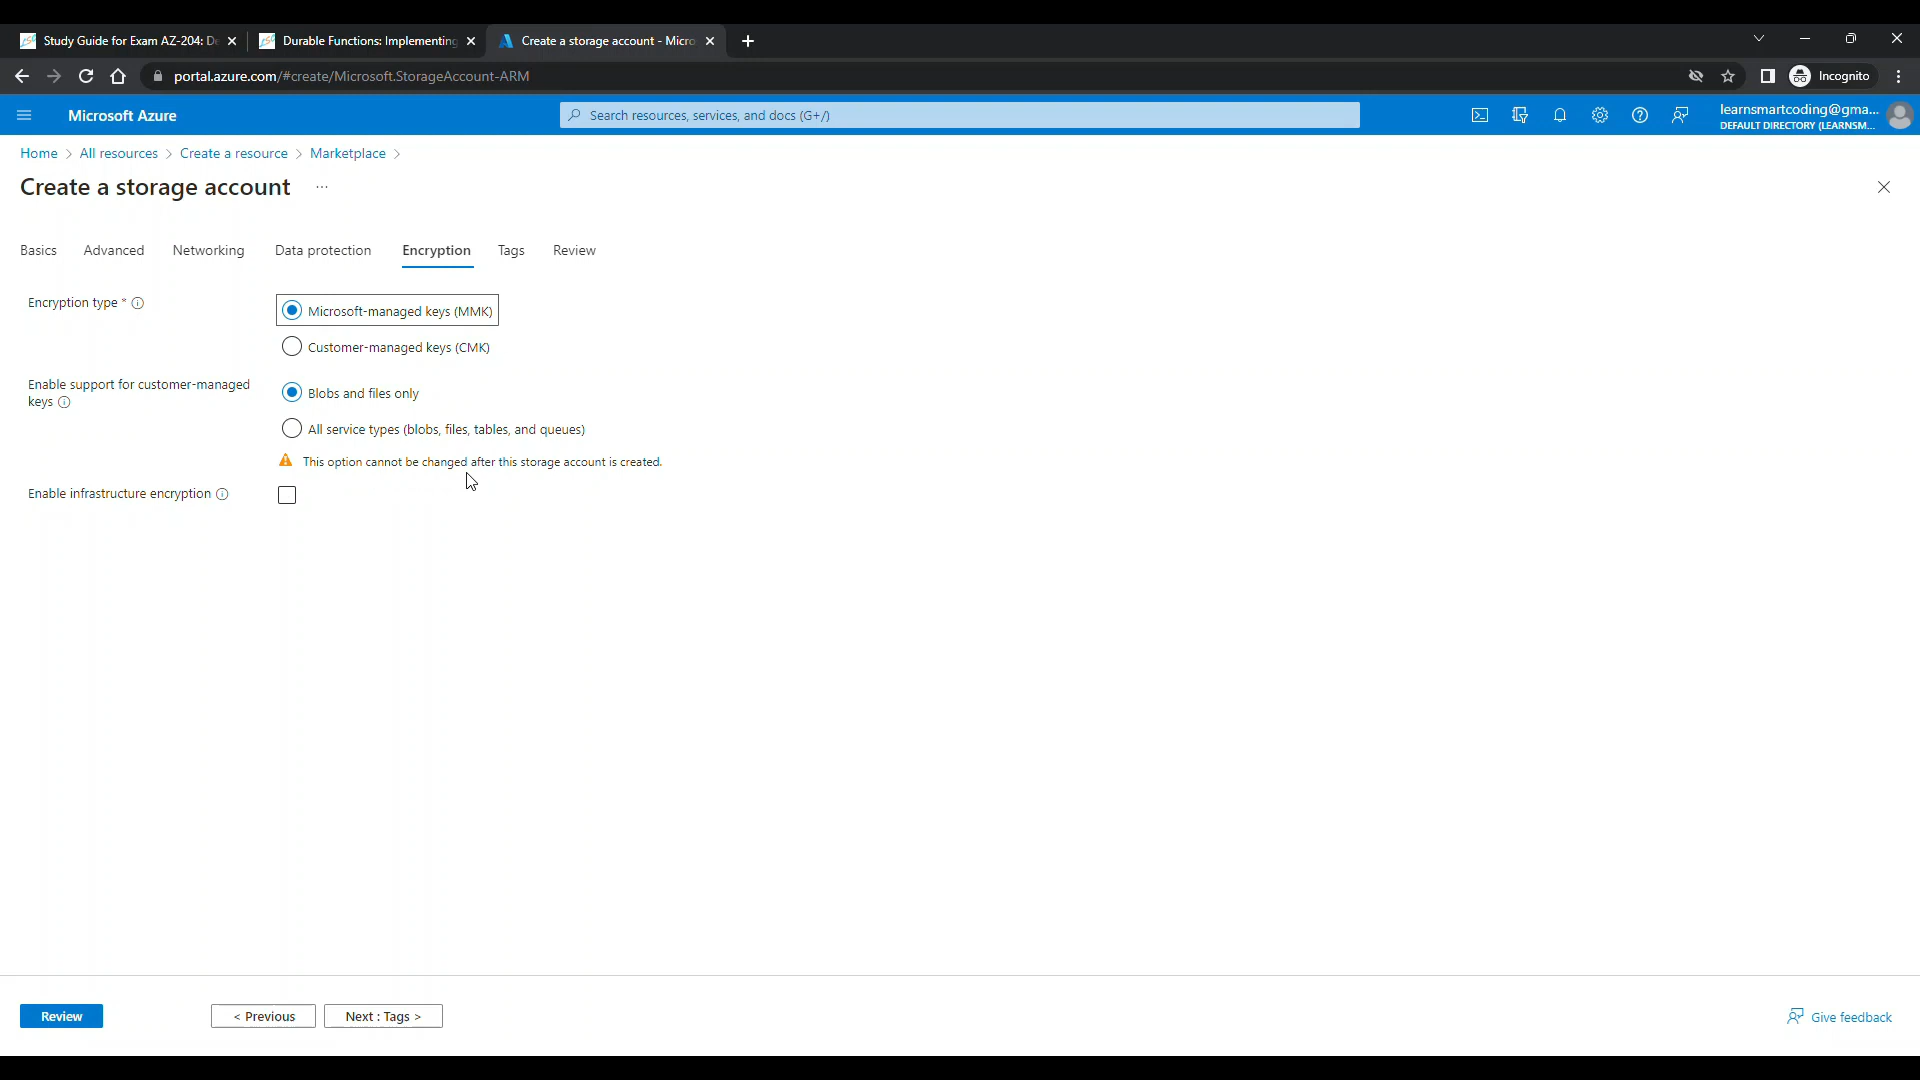 Study Guide for Exam AZ-204: De
Durable Functions: Implementing
Create a storage account - Micro
portal.azure.com/#create/Microsoft.StorageAccount-ARM
Incognito
Microsoft Azure
Search resources, services, and docs (G+/)
learnsmartcoding@gma...
DEFAULT DIRECTORY (LEARNSM...
Home > All resources > Create a resource > Marketplace >
Create a storage account ...
Basics Advanced Networking Data protection Encryption Tags Review
Encryption type *
Microsoft-managed keys (MMK)
Customer-managed keys (CMK)
Enable support for customer-managed
keys
Blobs and files only
All service types (blobs, files, tables, and queues)
This option cannot be changed after this storage account is created.
Enable infrastructure encryption
Review
< Previous
Next : Tags >
Give feedback